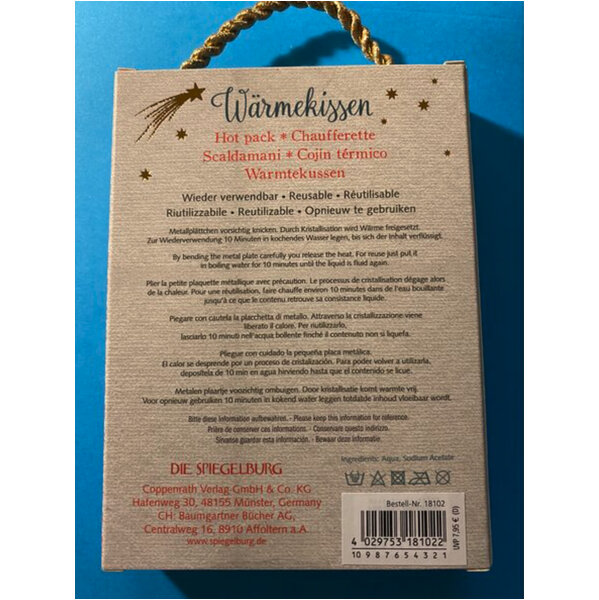 Wärmekissen
Hot pack * Chaufferette
Scaldamani * Cojin térmico
Warmtekussen
Wieder verwendbar • Reusable • Réutilisable
Riutilizzabile • Reutilizable • Opnieuw te gebruiken
Metallplättchen vorsichtig knicken. Durch Kristallisation wird Wärme freigesetzt.
Zur Wiederverwendung 10 Minuten in kochendes Wasser legen, bis sich der Inhalt verflüssigt.
By bending the metal plate carefully you release the heat. For reuse just put it
in boiling water for 10 minutes until the liquid is fluid again.
Plier la petite plaquette métallique avec précaution. Le processus de cristallisation dégage alors
de la chaleur. Pour une réutilisation, faire chauffe environ 10 minutes dans de l'eau bouillante
jusqu'à ce que le contenu retrouve sa consistance liquide.
Piegare con cautela la placchetta di metallo. Attraverso la cristallizzazione viene
liberato il calore. Per riutilizzarlo,
lasciarlo 10 minuti nell'acqua bollente finché il contenuto non si liquefa.
Pliegue con cuidado la pequeña placa metálica.
El calor se desprende por un proceso de cristalización. Para poder volver a utilizarla,
deposítela de 10 min en agua hirviendo hasta que el contenido se licue.
Metalen plaartje voozichtig ombuigen. Door kristalisatie komt warmte vrij.
Voor opnieuw gebruiken 10 minuten in kokend water leggen totdatde inhoud vloeibaar wordt.
Bitte diese Information aufbewahren. - Please keep this information for reference.
Prière de conserver ces informations. - Conservare questo indirizzo.
Sírvanse guardar esta información. - Bewaar deze informatie.
Ingredients: Aqua, Sodium Acetate
DIE SPIEGELBURG
Coppenrath Verlag GmbH & Co. KG
Hafenweg 30, 48155 Münster, Germany
CH: Baumgartner Bücher AG,
Centralweg 16, 8910 Affoltern a.A.
www.spiegelburg.de
Bestell-Nr. 18102
4 029753 181022
10 9 8 7 6 5 4 3 2 1
UVP 7,95 € (D)